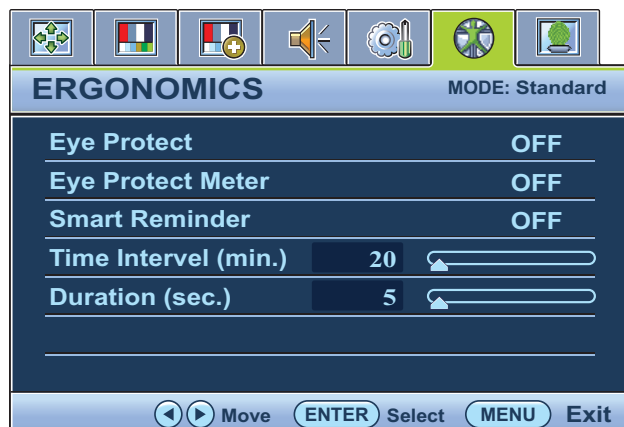 ERGONOMICS MODE: Standard
Eye Protect OFF
Eye Protect Meter OFF
Smart Reminder OFF
Time Intervel (min.) 20
Duration (sec.) 5
Move ENTER Select MENU Exit